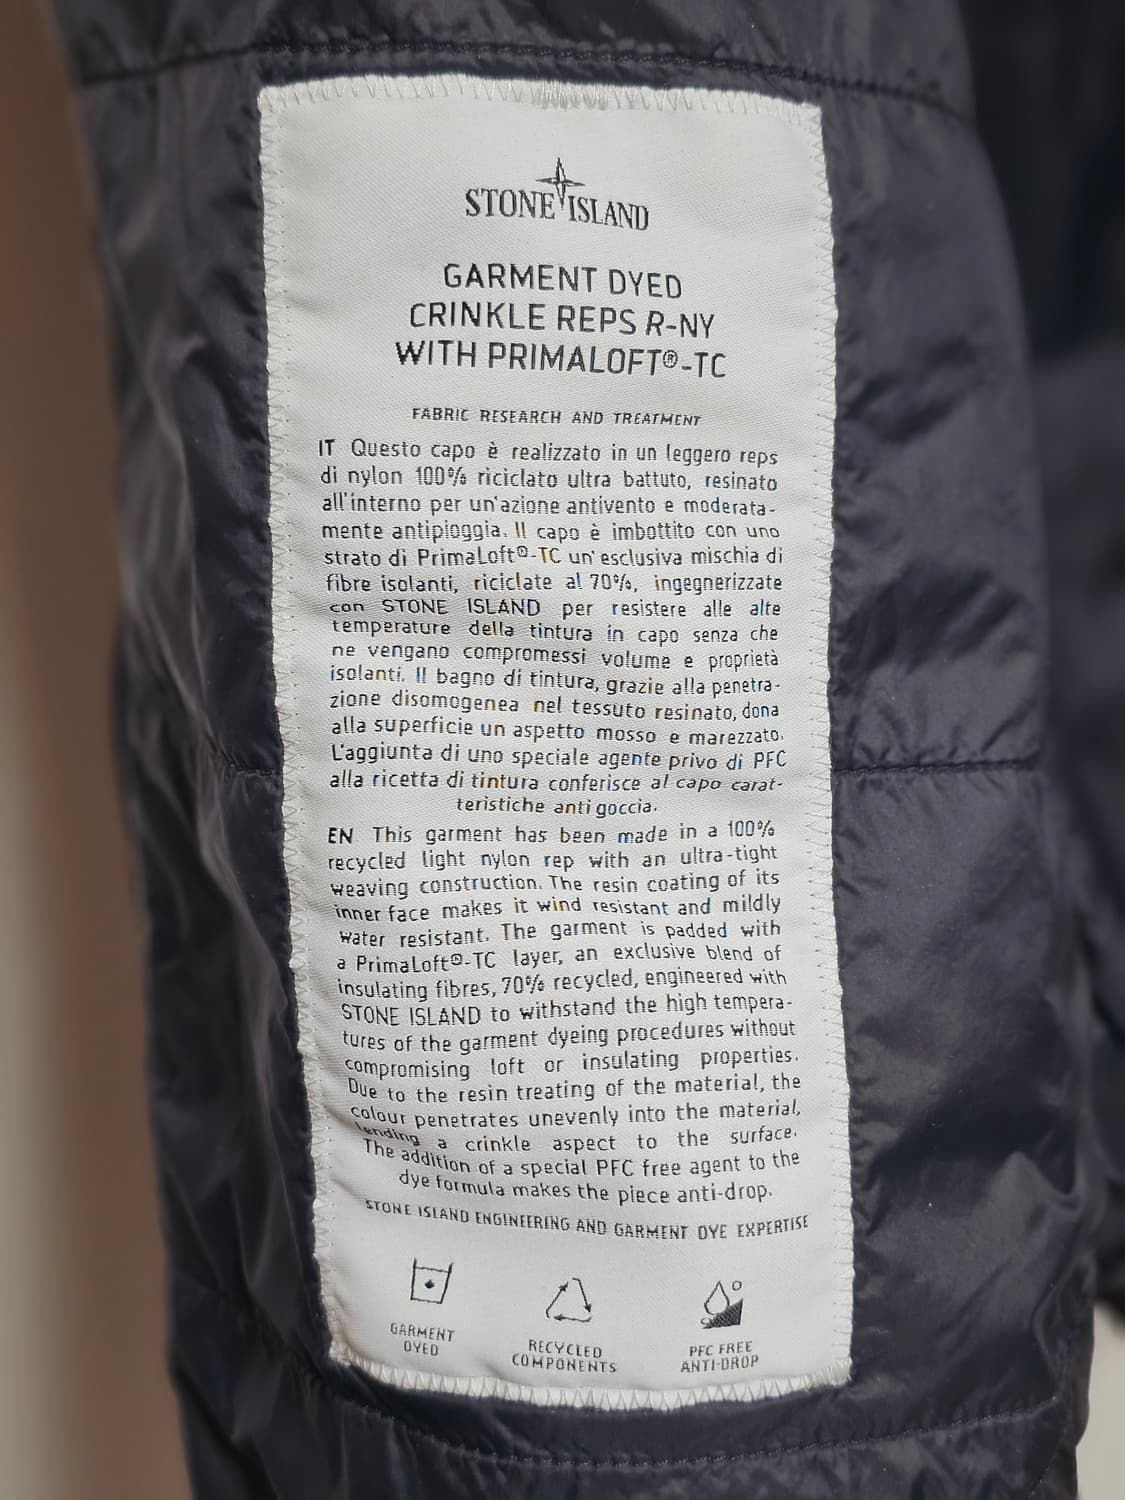 STONE ISLAND
GARMENT DYED
CRINKLE REPS R-NY
WITH PRIMALOFT®-TC
FABRIC RESEARCH AND TREATMENT
IT Questo capo è realizzato in un leggero reps
di nylon 100% riciclato ultra battuto, resinato
all'interno per un'azione antivento e moderata-
mente antipioggia. Il capo è imbottito con uno
strato di PrimaLoft®-TC un'esclusiva mischia di
fibre isolanti, riciclate al 70%, ingegnerizzate
con STONE ISLAND per resistere alle alte
temperature della tintura in capo senza che
ne vengano compromessi volume e proprietà
isolanti. Il bagno di tintura, grazie alla penetra-
zione disomogenea nel tessuto resinato, dona
alla superficie un aspetto mosso e marezzato.
L'aggiunta di uno speciale agente privo di PFC
alla ricetta di tintura conferisce al capo carat-
teristiche anti goccia.
EN This garment has been made in a 100%
recycled light nylon rep with an ultra-tight
weaving construction. The resin coating of its
inner face makes it wind resistant and mildly
water resistant. The garment is padded with
a PrimaLoft®-TC layer, an exclusive blend of
insulating fibres, 70% recycled, engineered with
STONE ISLAND to withstand the high tempera-
tures of the garment dyeing procedures without
compromising loft or insulating properties.
Due to the resin treating of the material, the
colour penetrates unevenly into the material,
lending a crinkle aspect to the surface.
The addition of a special PFC free agent to the
dye formula makes the piece anti-drop.
STONE ISLAND ENGINEERING AND GARMENT DYE EXPERTISE
GARMENT
DYED
RECYCLED
COMPONENTS
PFC FREE
ANTI-DROP